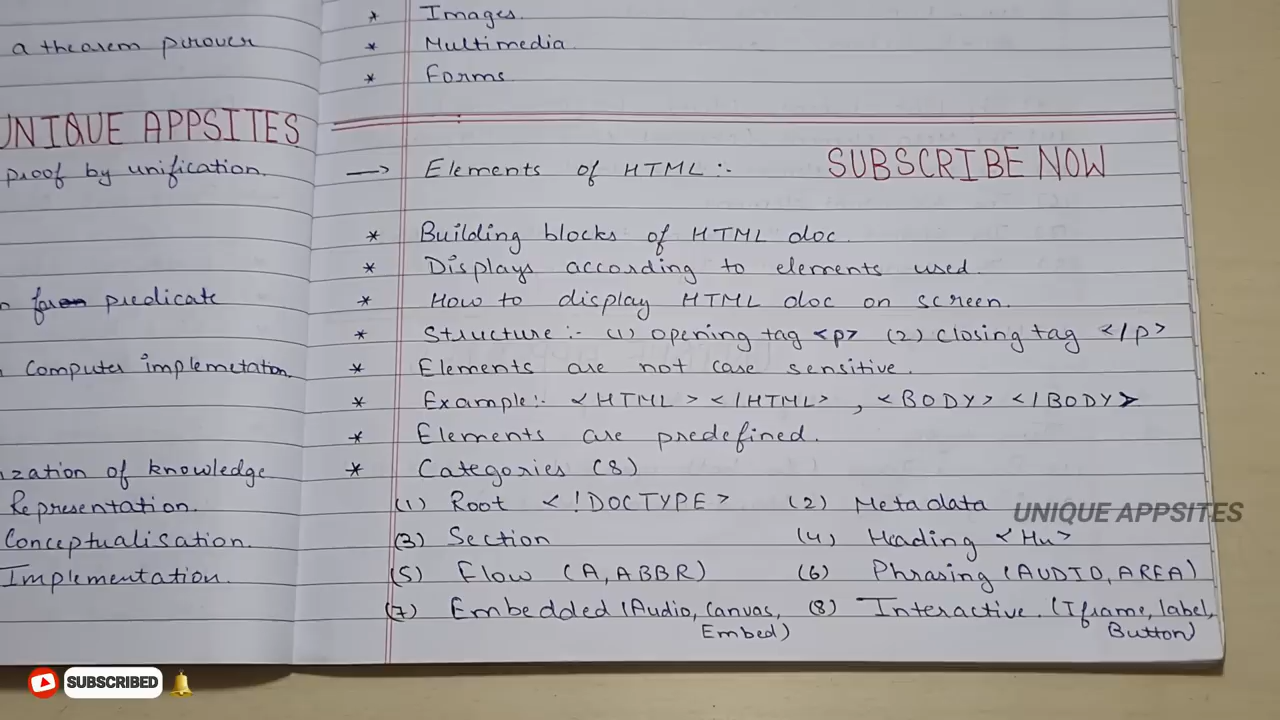 a theorem prover
UNIQUE APPSITES
proof by unification.
predicate
Computer implemetation.
ization of knowledge
Representation.
Conceptualisation.
Implementation.
* Images.
* Multimedia
* Forms
→ Elements of HTML :-
SUBSCRIBE NOW
* Building blocks of HTML doc.
* Displays according to elements used.
* How to display HTML doc on screen.
* Structure :- (1) opening tag <p> (2) closing tag </p>
* Elements are not case sensitive.
* Example :- <HTML> </HTML> , <BODY> </BODY>
* Elements are predefined.
* Categories (8)
(1) Root <!DOCTYPE> (2) Metadata
UNIQUE APPSITES
(3) Section (4) Heading <Hn>
(5) Flow (A, ABBR) (6) Phrasing (AUDIO, AREA)
(7) Embedded (Audio, Canvas, (8) Interactive. (Iframe, label,
Embed) Button)
SUBSCRIBED